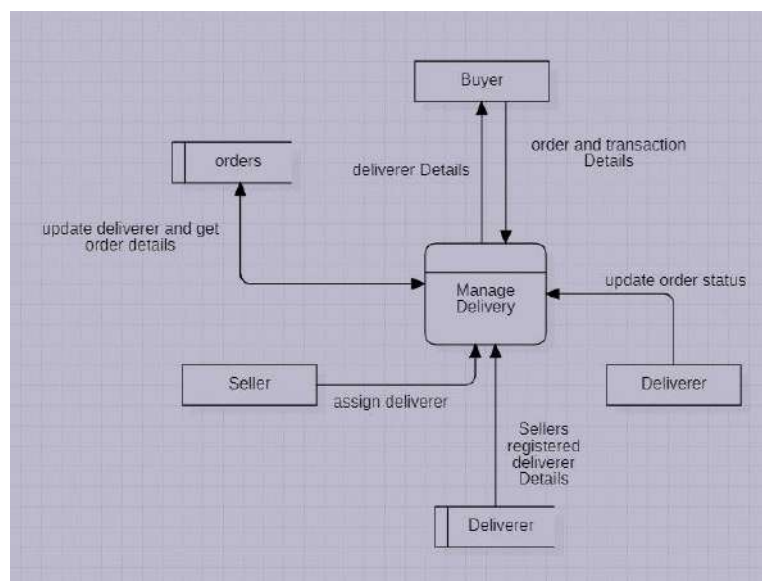 Buyer
orders
order and transaction
Details
deliverer Details
update deliverer and get
order details
Manage
Delivery
update order status
Seller
assign deliverer
Deliverer
Sellers
registered
deliverer
Details
Deliverer